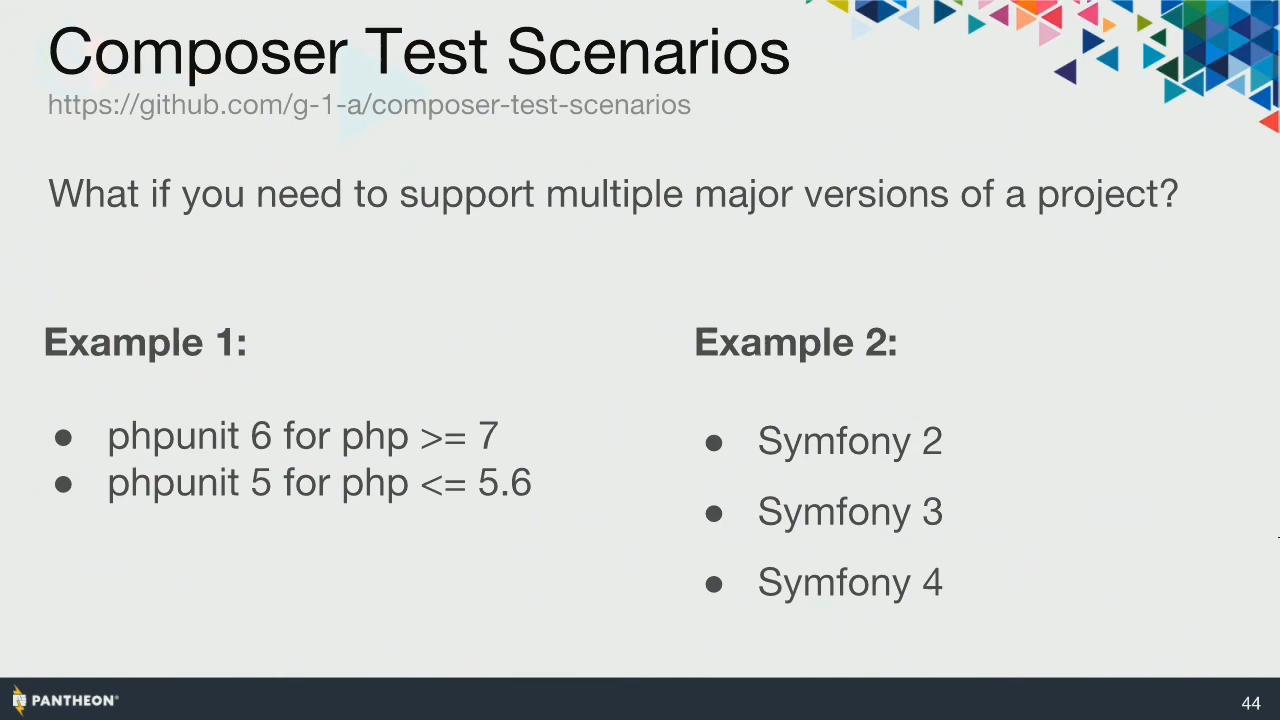 Composer Test Scenarios
https://github.com/g-1-a/composer-test-scenarios
What if you need to support multiple major versions of a project?
Example 1:
● phpunit 6 for php >= 7
● phpunit 5 for php <= 5.6
Example 2:
● Symfony 2
● Symfony 3
● Symfony 4
PANTHEON®
44